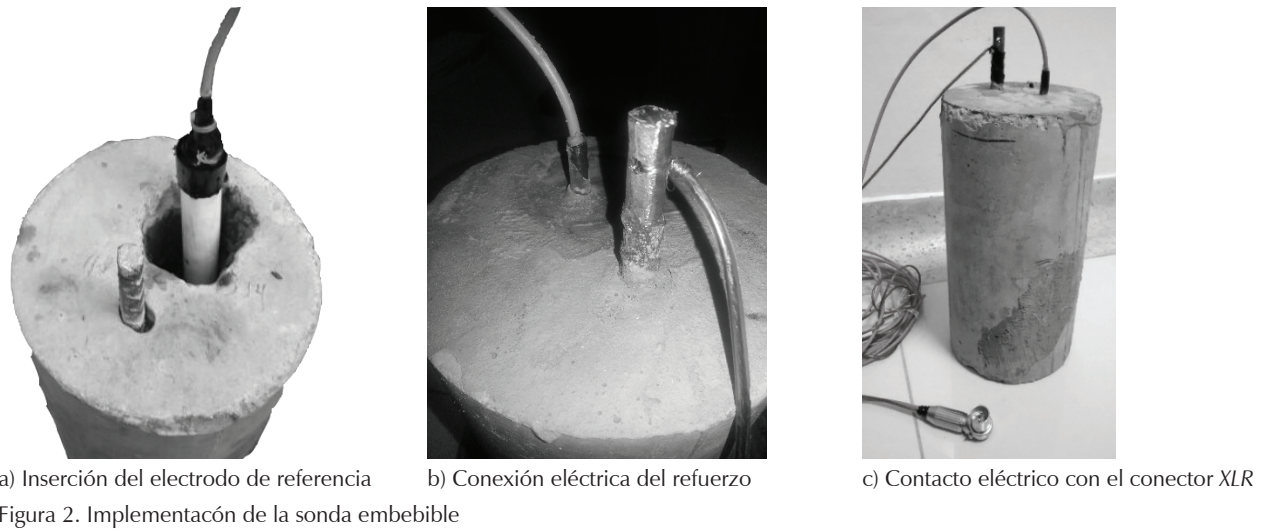 a) Inserción del electrodo de referencia
b) Conexión eléctrica del refuerzo
c) Contacto eléctrico con el conector XLR
Figura 2. Implementacón de la sonda embebible